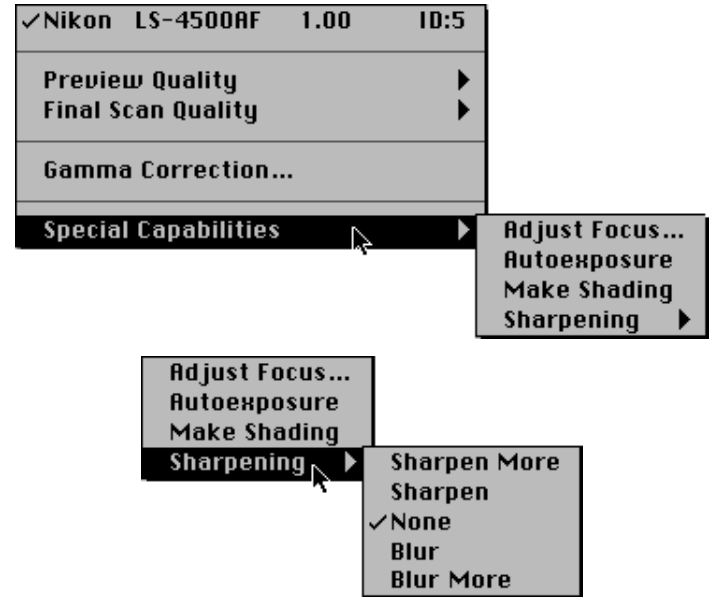 ✓Nikon LS-4500AF 1.00 ID:5
Preview Quality
Final Scan Quality
Gamma Correction...
Special Capabilities
Adjust Focus...
Autoexposure
Make Shading
Sharpening
Adjust Focus...
Autoexposure
Make Shading
Sharpening
Sharpen More
Sharpen
✓None
Blur
Blur More